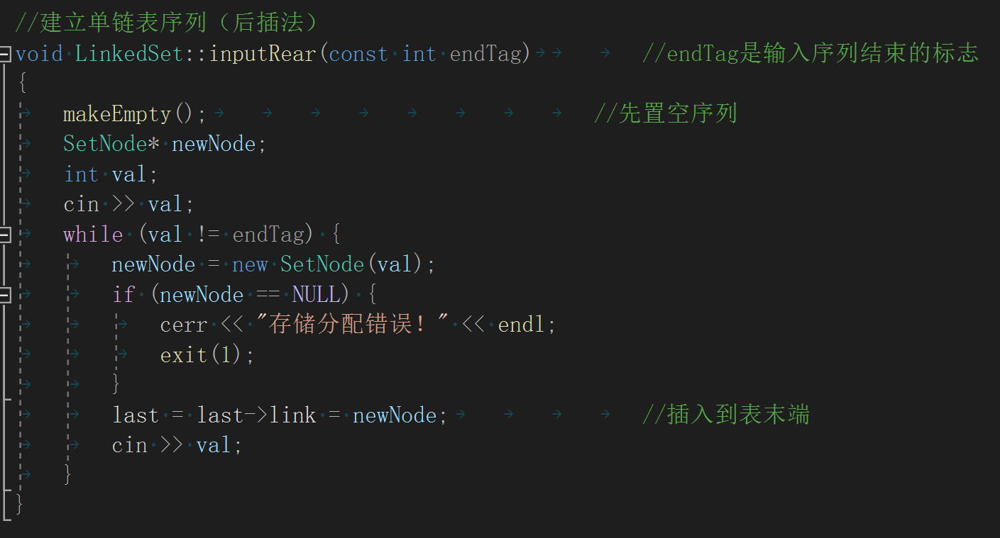 //建立单链表序列（后插法）
void LinkedSet::inputRear(const int endTag) //endTag是输入序列结束的标志
{
makeEmpty(); //先置空序列
SetNode* newNode;
int val;
cin >> val;
while (val != endTag) {
newNode = new SetNode(val);
if (newNode == NULL) {
cerr << "存储分配错误！" << endl;
exit(1);
}
last = last->link = newNode; //插入到表末端
cin >> val;
}
}